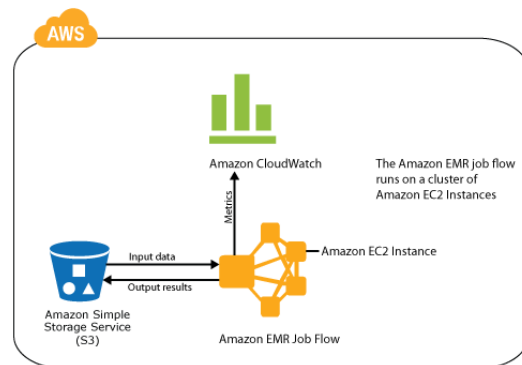 AWS
Amazon CloudWatch
The Amazon EMR job flow
runs on a cluster of
Amazon EC2 Instances
Metrics
Amazon EC2 Instance
Input data
Output results
Amazon Simple
Storage Service
(S3)
Amazon EMR Job Flow